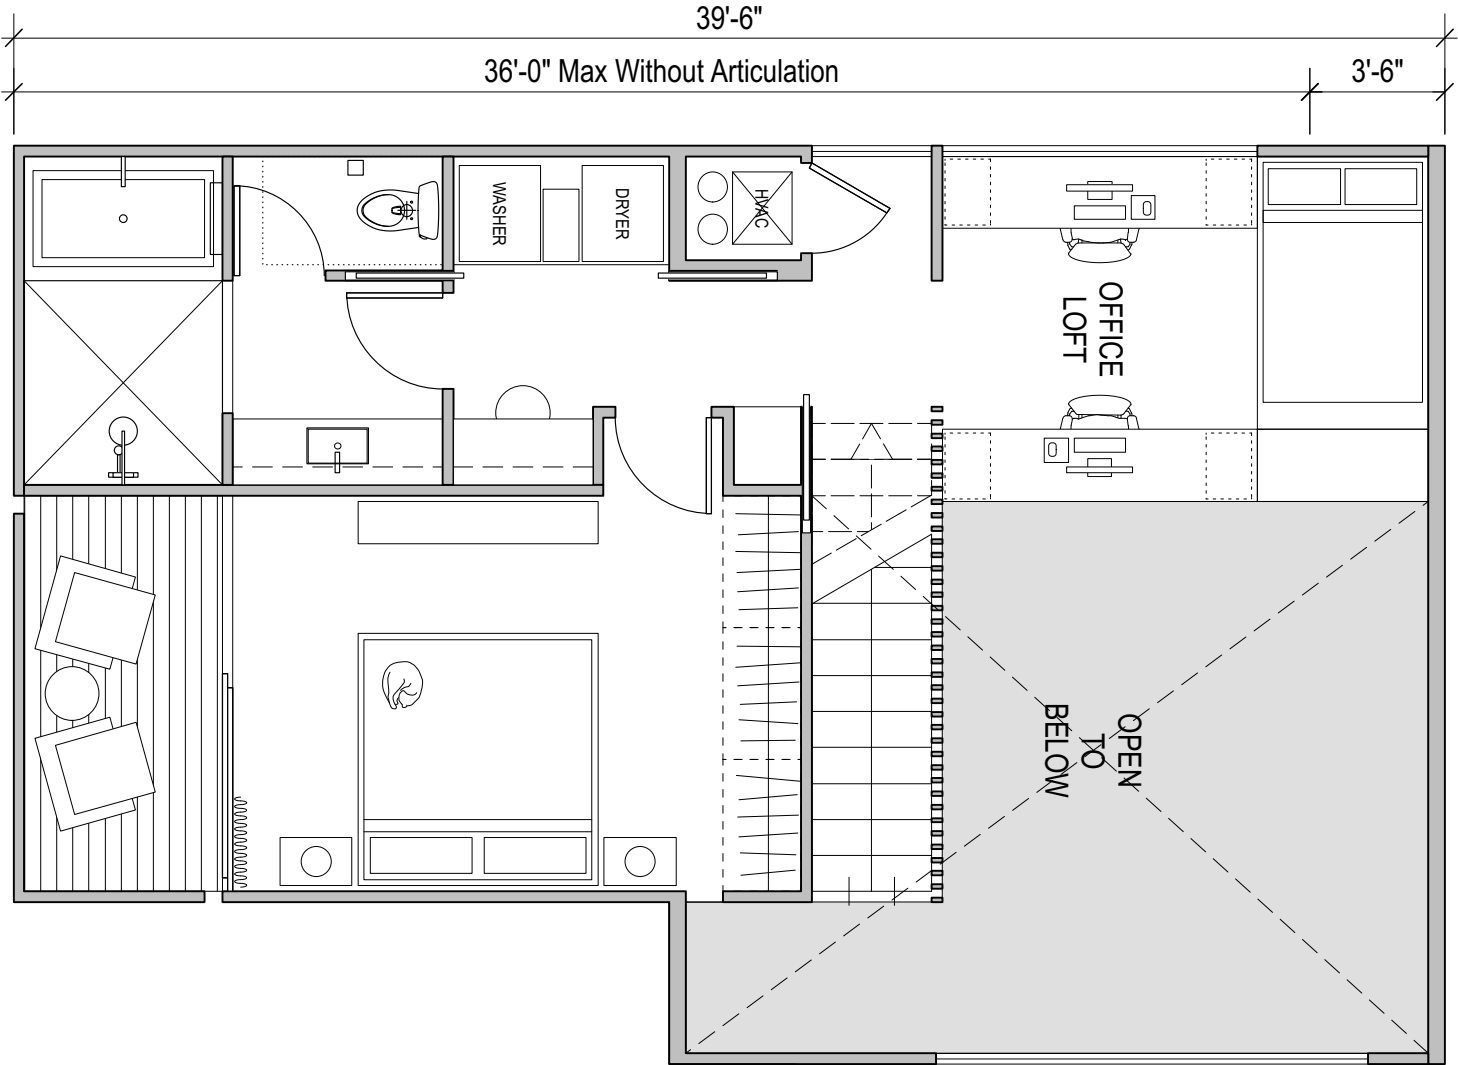 39'-6"
36'-0" Max Without Articulation
3'-6"
WASHER
DRYER
HVAC
OFFICE
LOFT
OPEN
TO
BELOW